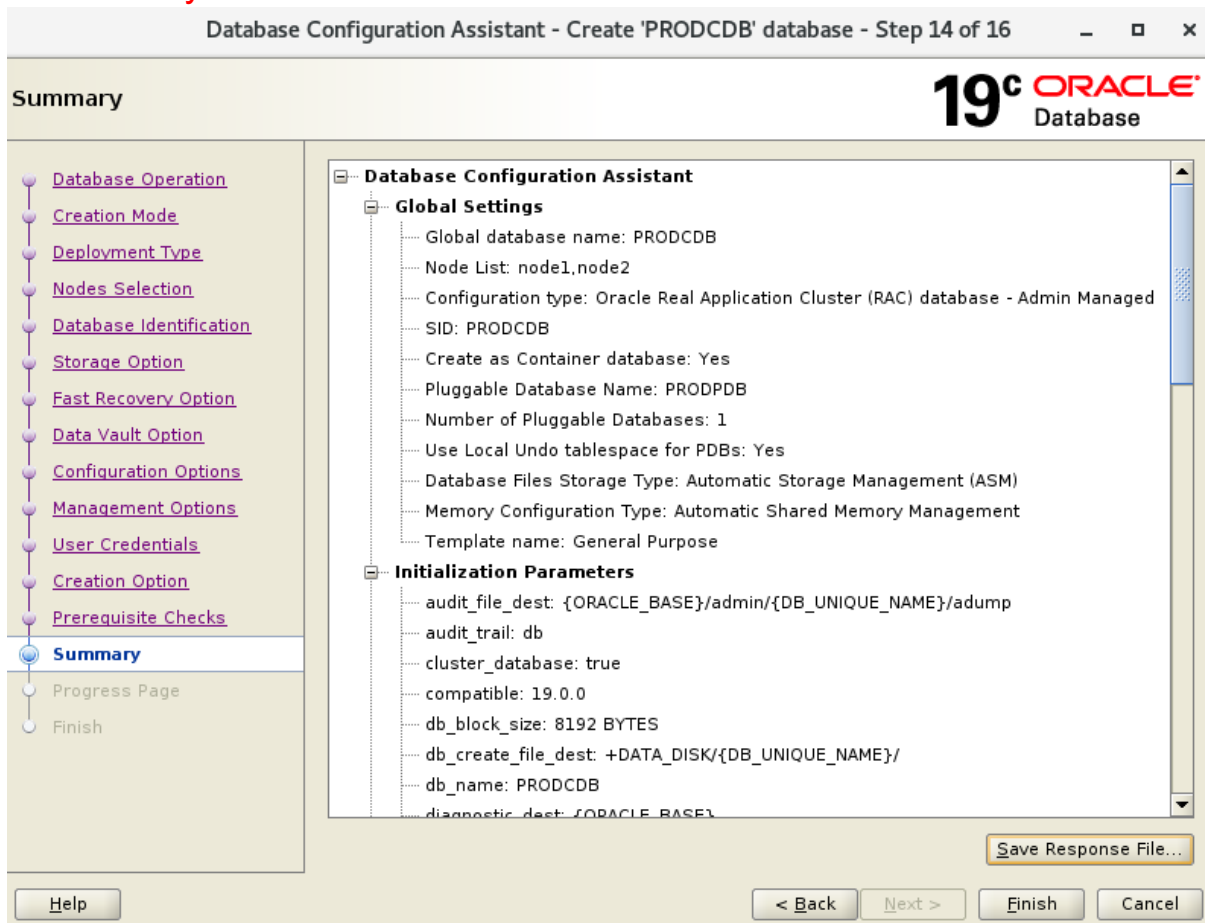 Database Configuration Assistant - Create 'PRODCDB' database - Step 14 of 16
Summary
19c ORACLE
Database
Database Operation
Creation Mode
Deployment Type
Nodes Selection
Database Identification
Storage Option
Fast Recovery Option
Data Vault Option
Configuration Options
Management Options
User Credentials
Creation Option
Prerequisite Checks
Summary
Progress Page
Finish
Database Configuration Assistant
Global Settings
Global database name: PRODCDB
Node List: node1,node2
Configuration type: Oracle Real Application Cluster (RAC) database - Admin Managed
SID: PRODCDB
Create as Container database: Yes
Pluggable Database Name: PRODPDB
Number of Pluggable Databases: 1
Use Local Undo tablespace for PDBs: Yes
Database Files Storage Type: Automatic Storage Management (ASM)
Memory Configuration Type: Automatic Shared Memory Management
Template name: General Purpose
Initialization Parameters
audit_file_dest: {ORACLE_BASE}/admin/{DB_UNIQUE_NAME}/adump
audit_trail: db
cluster_database: true
compatible: 19.0.0
db_block_size: 8192 BYTES
db_create_file_dest: +DATA_DISK/{DB_UNIQUE_NAME}/
db_name: PRODCDB
diagnostic_dest: {ORACLE_BASE}
Save Response File...
Help
< Back
Next >
Finish
Cancel